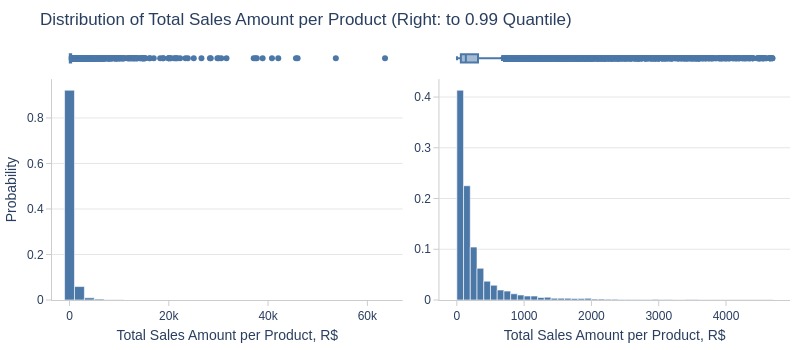 Distribution of Total Sales Amount per Product (Right: to 0.99 Quantile)
Probability
0.8
0.6
0.4
0.2
0
0
20k
40k
60k
Total Sales Amount per Product, R$
0.4
0.3
0.2
0.1
0
0
1000
2000
3000
4000
Total Sales Amount per Product, R$